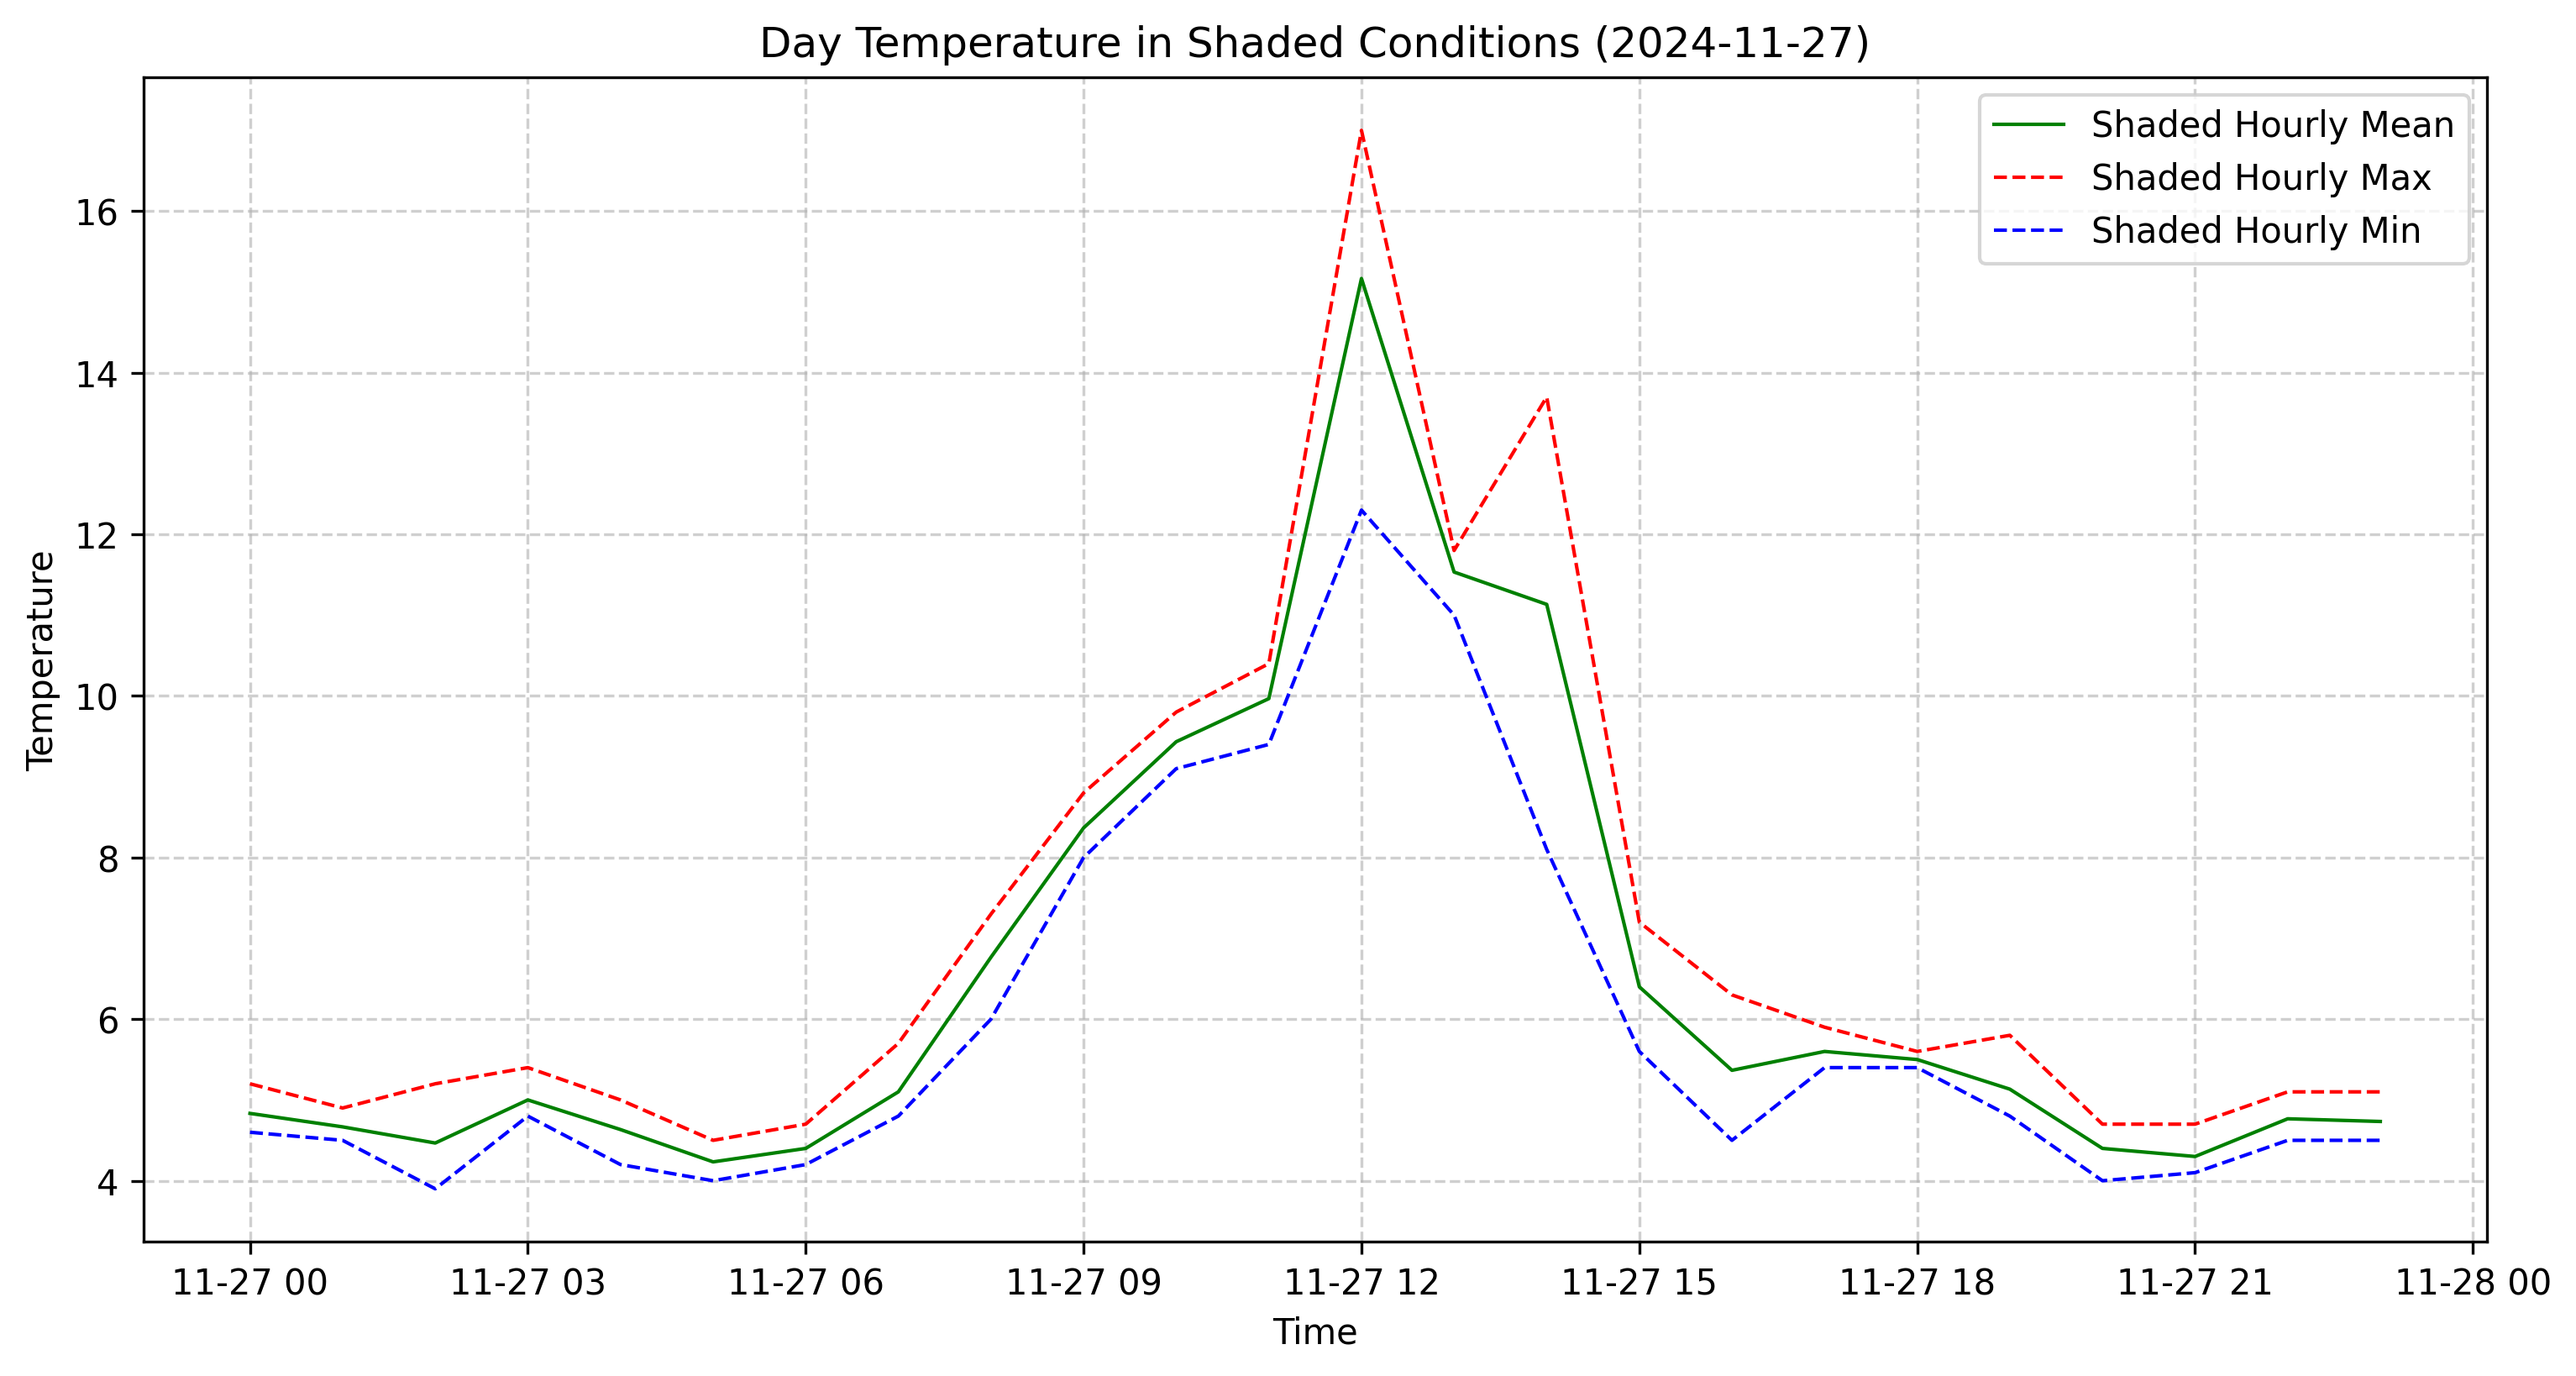 Day Temperature in Shaded Conditions (2024-11-27)
Shaded Hourly Mean
Shaded Hourly Max
Shaded Hourly Min
Temperature
16
14
12
10
8
6
4
11-27 00
11-27 03
11-27 06
11-27 09
11-27 12
11-27 15
11-27 18
11-27 21
11-28 00
Time